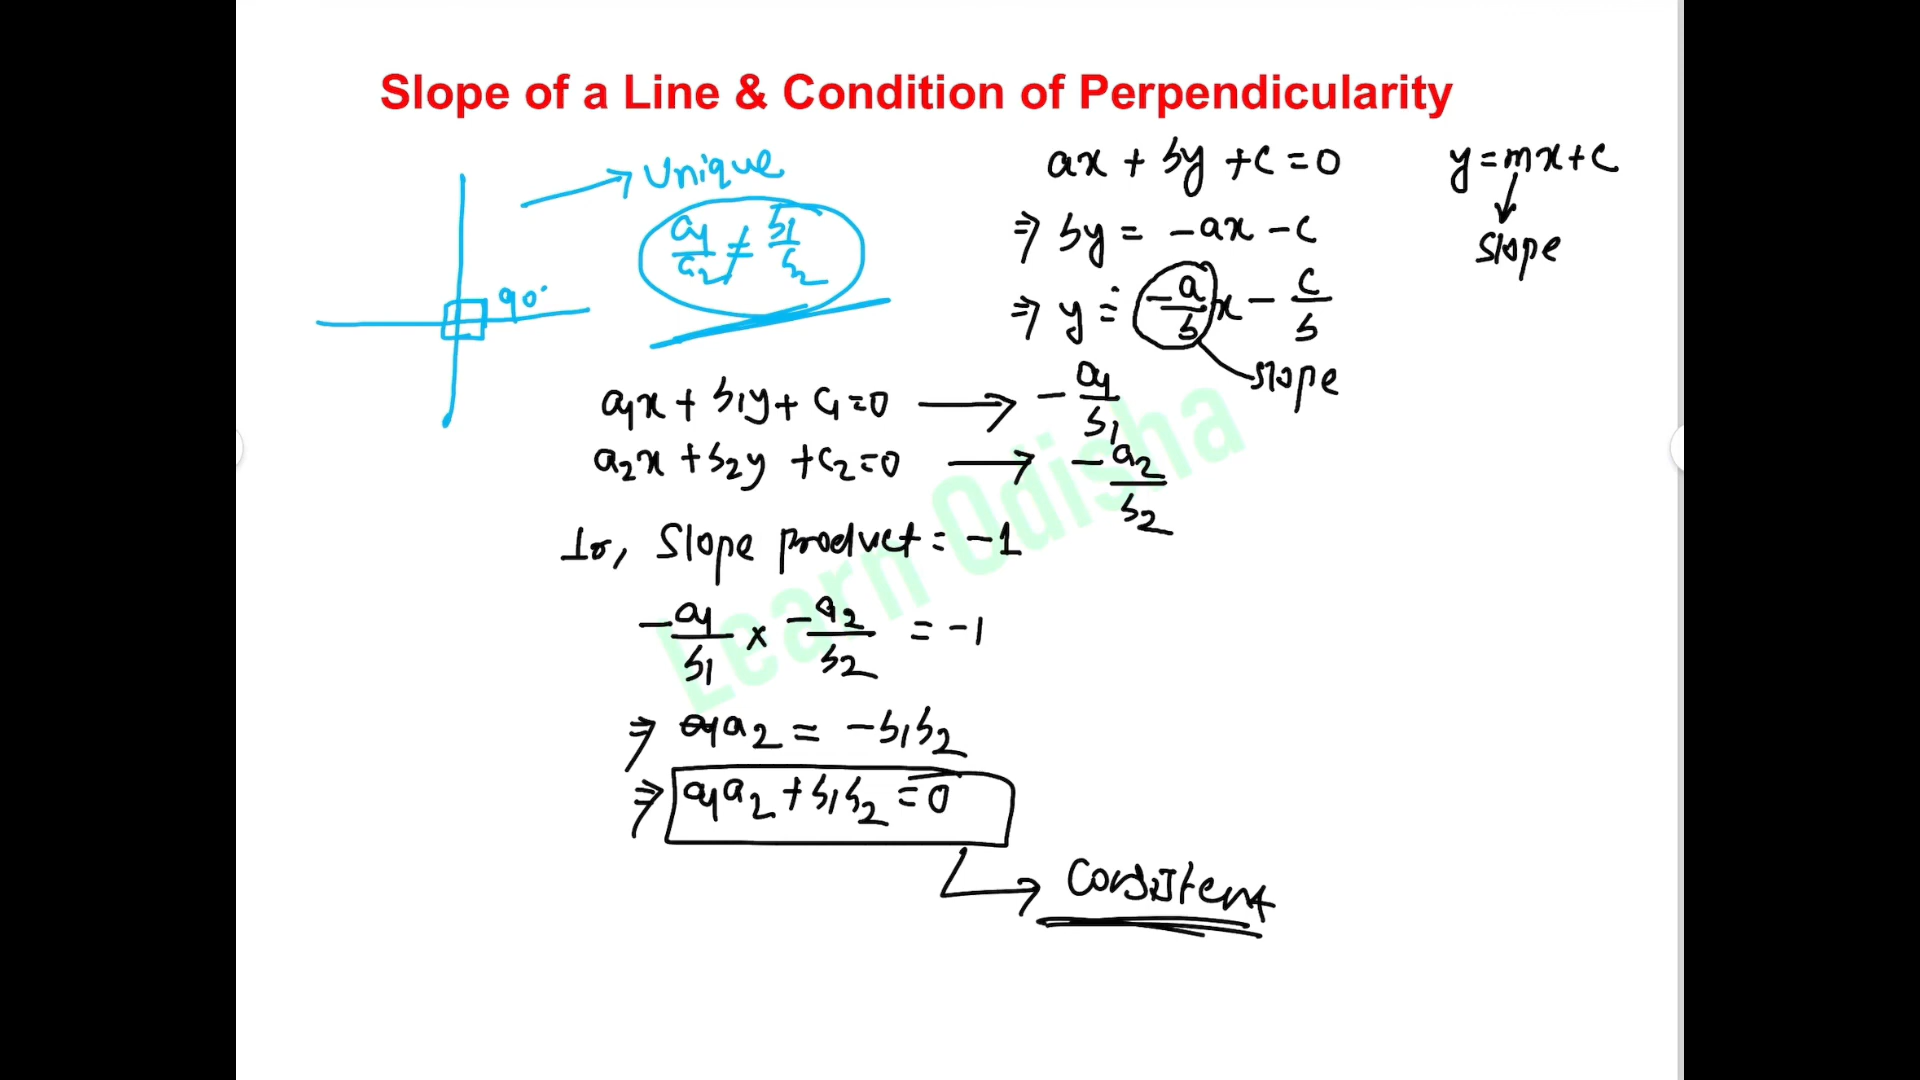 Slope of a Line & Condition of Perpendicularity
Unique
a1/a2 ≠ b1/b2
90°
ax + by + c = 0
⇒ by = -ax - c
⇒ y = -a/b x - c/b
slope
y = mx + c
slope
a1x + b1y + c1 = 0 → - a1/b1
a2x + b2y + c2 = 0 → - a2/b2
⊥r, Slope product = -1
-a1/b1 × -a2/b2 = -1
⇒ a1a2 = -b1b2
⇒ a1a2 + b1b2 = 0
Consistent
Learn Odisha